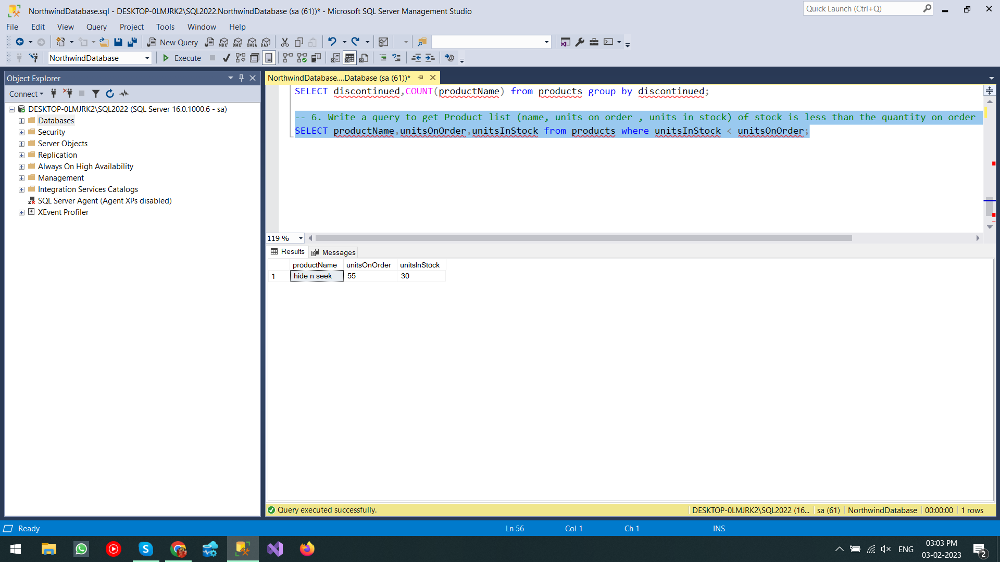 NorthwindDatabase.sql - DESKTOP-0LMJRK2\SQL2022.NorthwindDatabase (sa (61))* - Microsoft SQL Server Management Studio
Quick Launch (Ctrl+Q)
File Edit View Query Project Tools Window Help
New Query MDX DMX XMLA DAX
NorthwindDatabase Execute
Object Explorer
Connect
DESKTOP-0LMJRK2\SQL2022 (SQL Server 16.0.1000.6 - sa)
Databases
Security
Server Objects
Replication
Always On High Availability
Management
Integration Services Catalogs
SQL Server Agent (Agent XPs disabled)
XEvent Profiler
NorthwindDatabase....Database (sa (61))*
SELECT discontinued,COUNT(productName) from products group by discontinued;
-- 6. Write a query to get Product list (name, units on order , units in stock) of stock is less than the quantity on order
SELECT productName,unitsOnOrder,unitsInStock from products where unitsInStock < unitsOnOrder;
119 %
Results Messages
productName unitsOnOrder unitsInStock
1 hide n seek 55 30
Query executed successfully.
DESKTOP-0LMJRK2\SQL2022 (16... sa (61) NorthwindDatabase 00:00:00 1 rows
Ready Ln 56 Col 1 Ch 1 INS
ENG
03:03 PM
03-02-2023
2